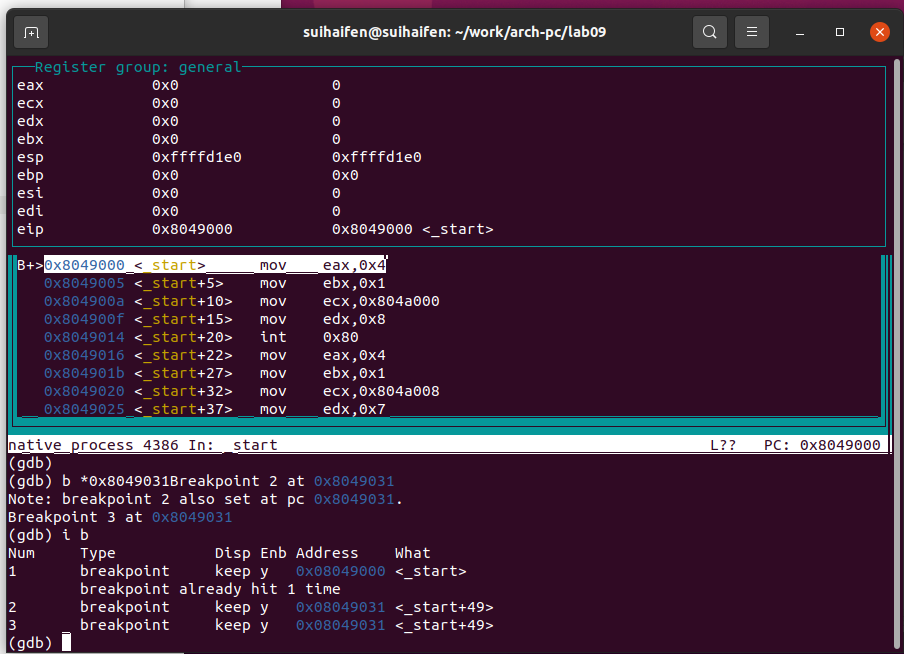 suihaifen@suihaifen: ~/work/arch-pc/lab09
Register group: general
eax 0x0 0
ecx 0x0 0
edx 0x0 0
ebx 0x0 0
esp 0xffffd1e0 0xffffd1e0
ebp 0x0 0x0
esi 0x0 0
edi 0x0 0
eip 0x8049000 0x8049000 <_start>
B+>0x8049000 <_start> mov eax,0x4
0x8049005 <_start+5> mov ebx,0x1
0x804900a <_start+10> mov ecx,0x804a000
0x804900f <_start+15> mov edx,0x8
0x8049014 <_start+20> int 0x80
0x8049016 <_start+22> mov eax,0x4
0x804901b <_start+27> mov ebx,0x1
0x8049020 <_start+32> mov ecx,0x804a008
0x8049025 <_start+37> mov edx,0x7
native process 4386 In: _start L?? PC: 0x8049000
(gdb)
(gdb) b *0x8049031Breakpoint 2 at 0x8049031
Note: breakpoint 2 also set at pc 0x8049031.
Breakpoint 3 at 0x8049031
(gdb) i b
Num Type Disp Enb Address What
1 breakpoint keep y 0x08049000 <_start>
breakpoint already hit 1 time
2 breakpoint keep y 0x08049031 <_start+49>
3 breakpoint keep y 0x08049031 <_start+49>
(gdb)